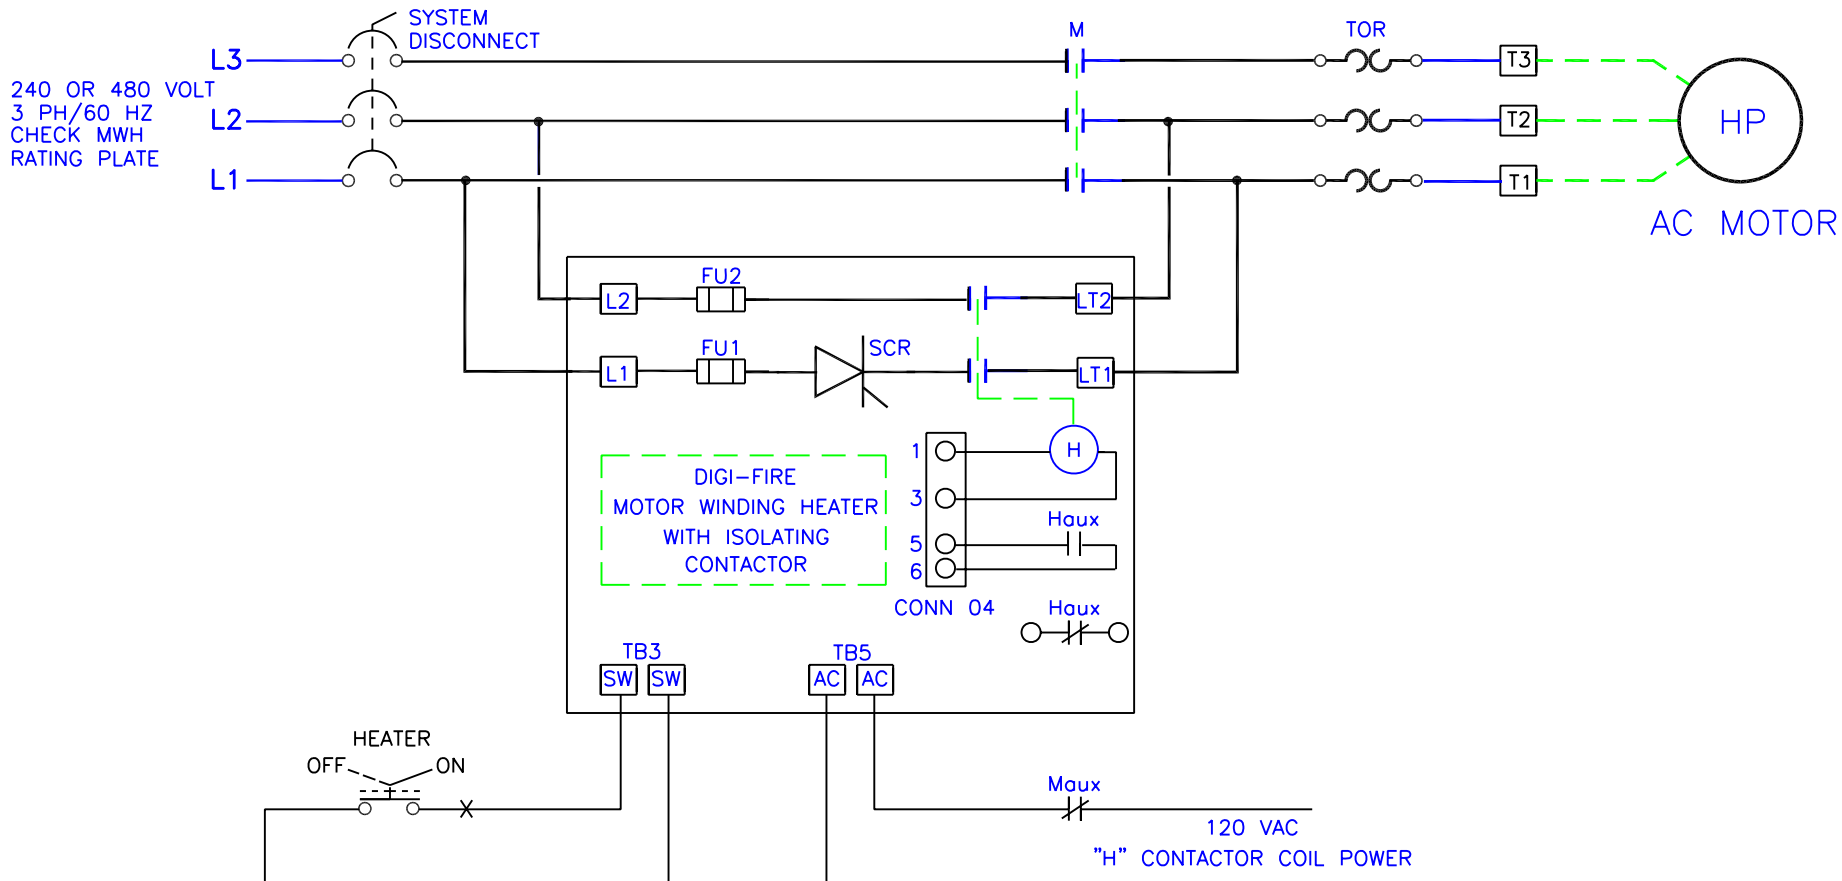 SYSTEM
DISCONNECT
M
TOR
L3
T3
240 OR 480 VOLT
3 PH/60 HZ
CHECK MWH
RATING PLATE
L2
T2
HP
L1
T1
AC MOTOR
FU2
L2
LT2
FU1
SCR
L1
LT1
1
H
DIGI-FIRE
MOTOR WINDING HEATER
WITH ISOLATING
CONTACTOR
3
Haux
5
6
CONN 04
Haux
TB3
TB5
SW
SW
AC
AC
HEATER
OFF
ON
Maux
120 VAC
"H" CONTACTOR COIL POWER